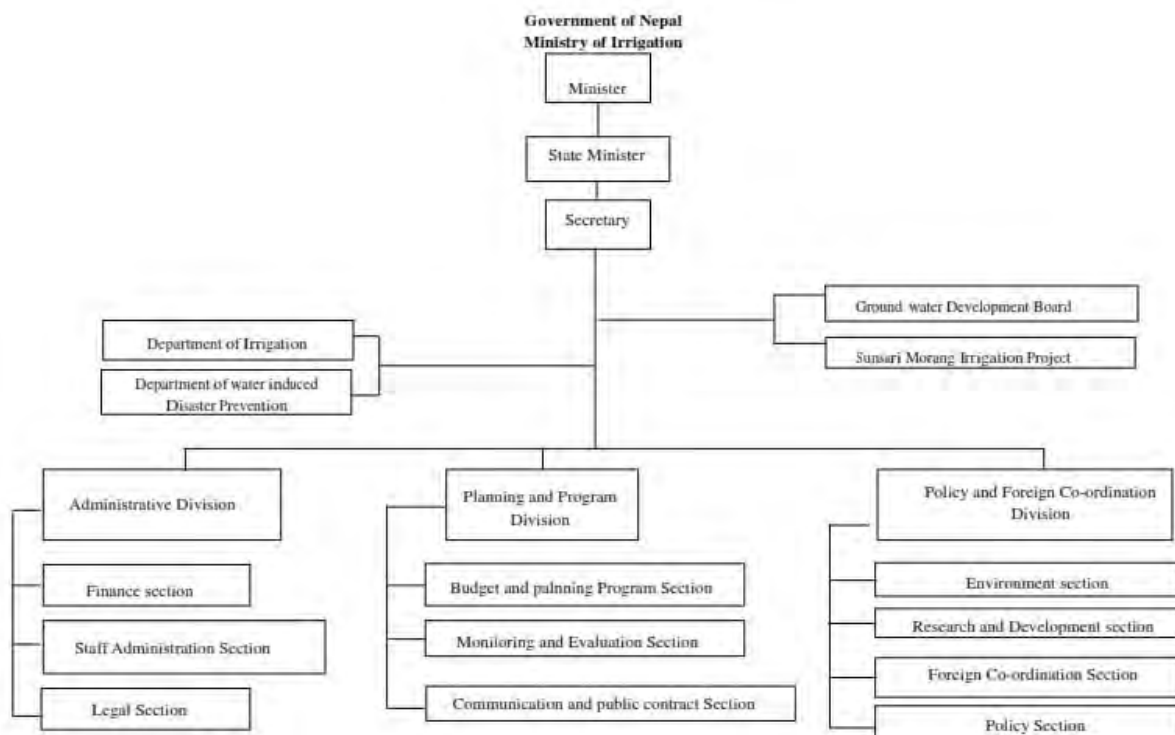 Government of Nepal
Ministry of Irrigation
Minister
State Minister
Secretary
Ground water Development Board
Department of Irrigation
Sunsari Morang Irrigation Project
Department of water induced
Disaster Prevention
Administrative Division
Finance section
Staff Administration Section
Legal Section
Planning and Program
Division
Budget and palnning Program Section
Monitoring and Evaluation Section
Communication and public contract Section
Policy and Foreign Co-ordination
Division
Environment section
Research and Development section
Foreign Co-ordination Section
Policy Section